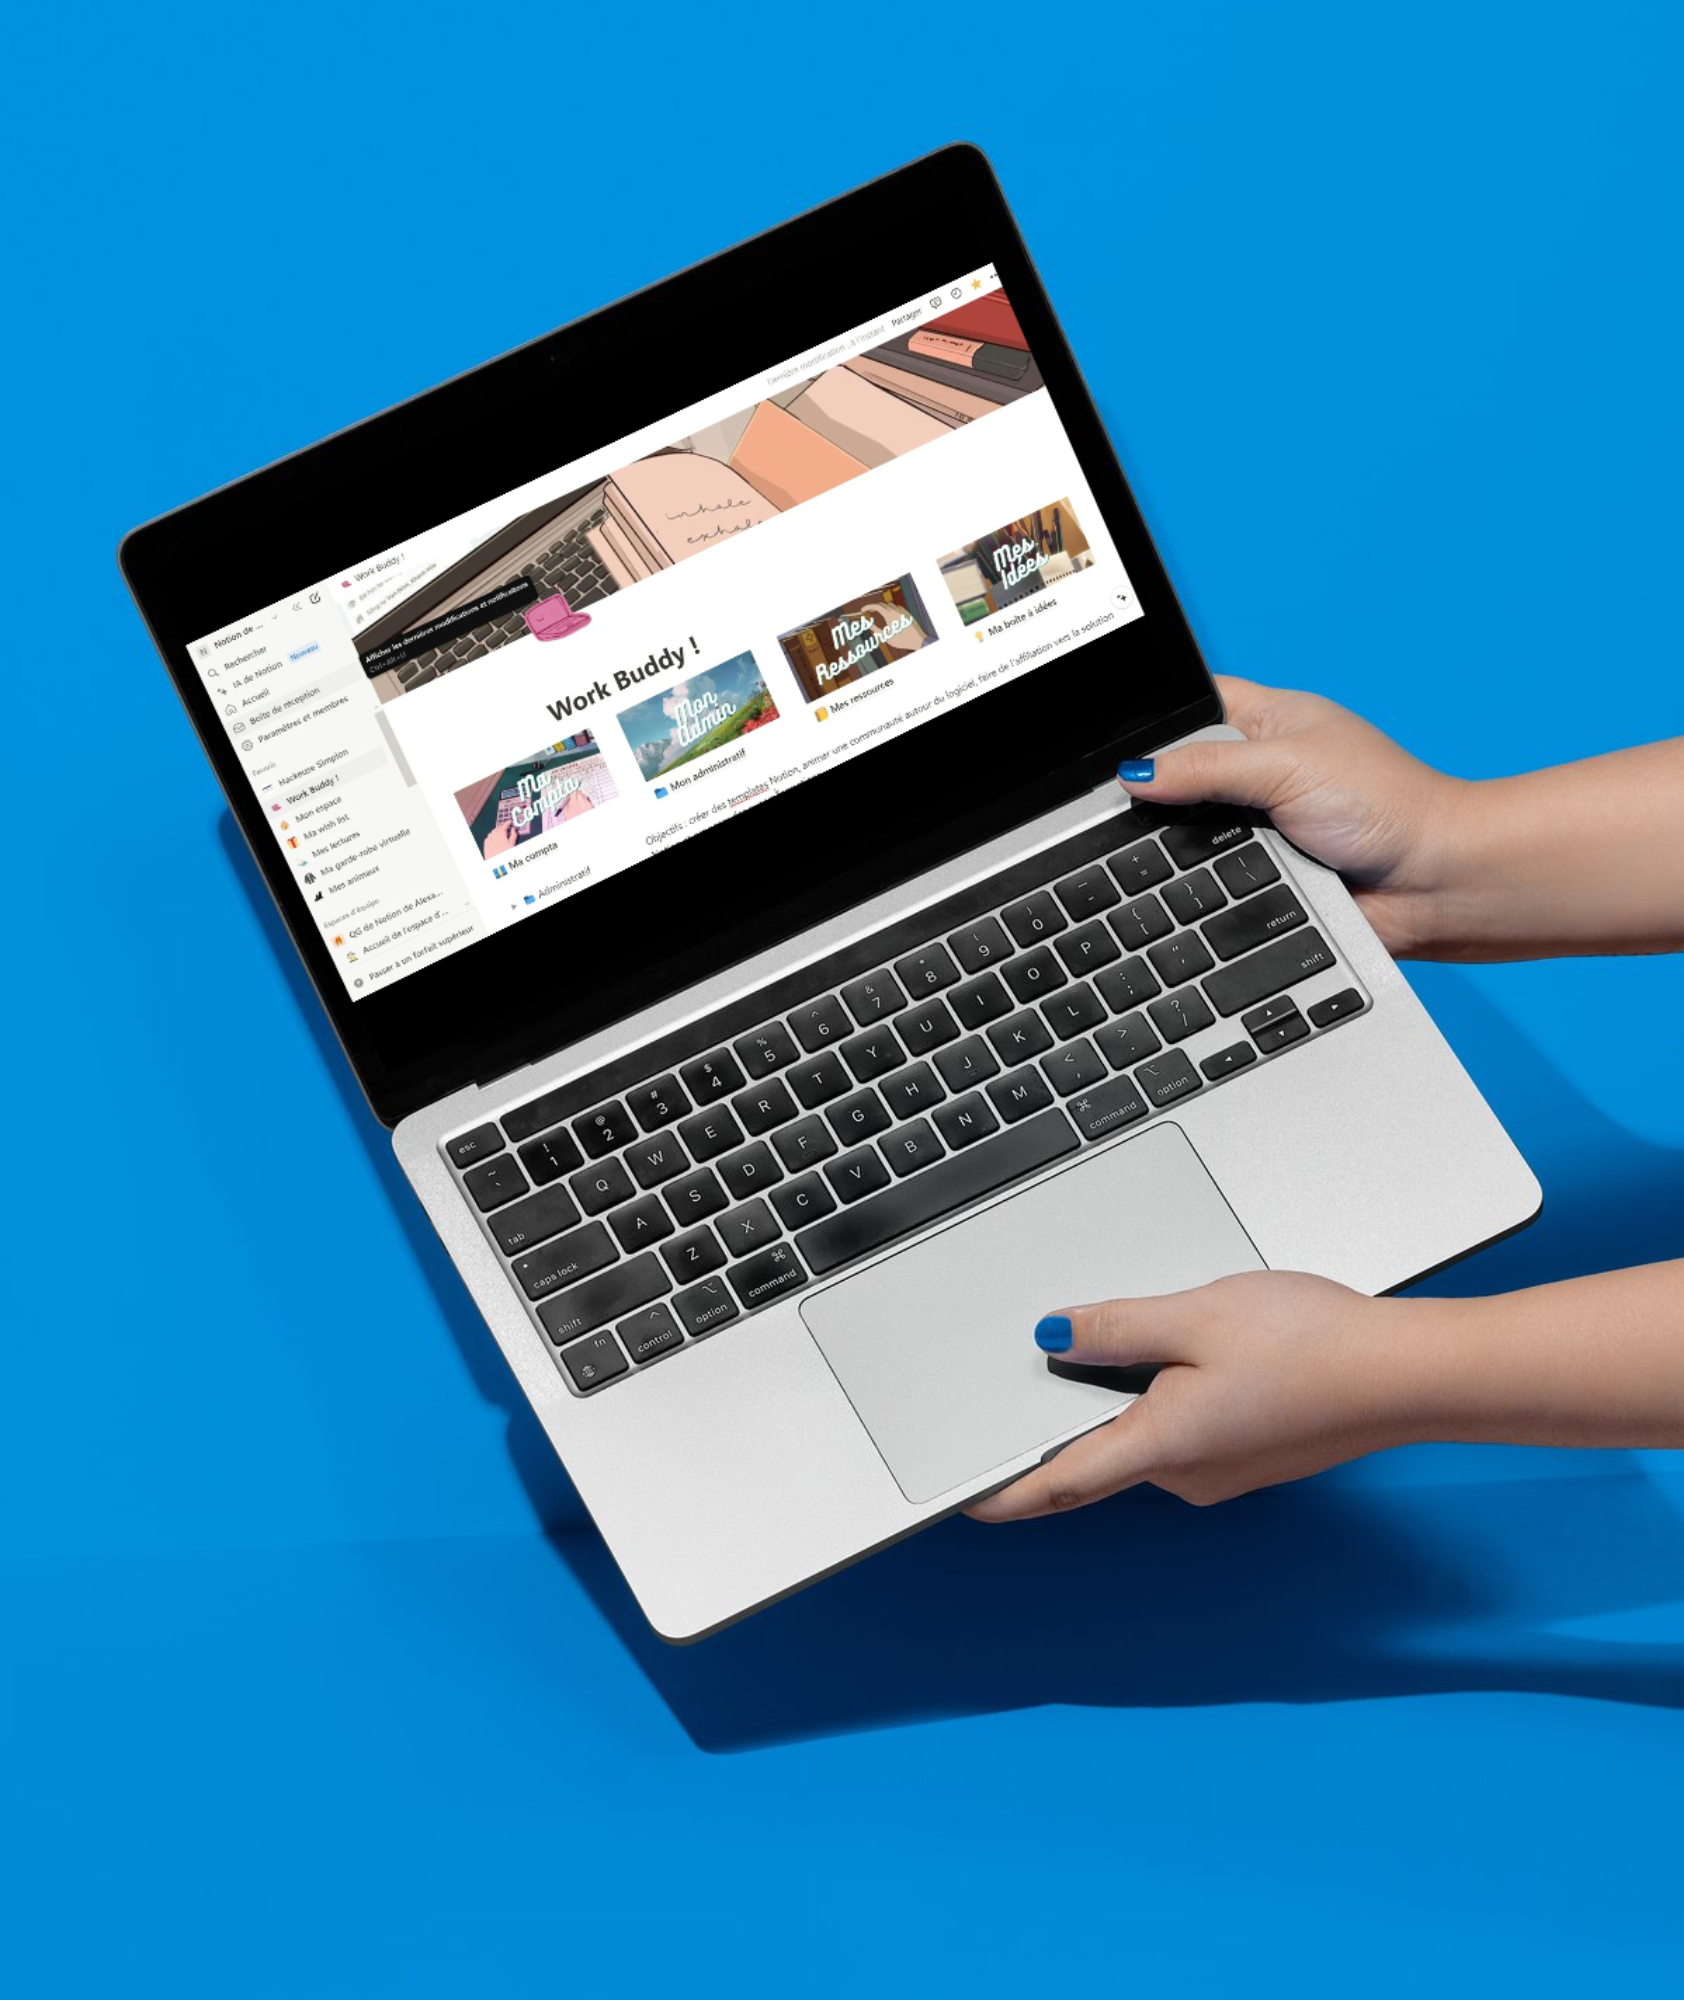 Notion de ...
Rechercher
IA de Notion Nouveau
Accueil
Boîte de réception
Paramètres et membres
Favoris
Hackeuse Simplon
Work Buddy !
Mon espace
Ma wish list
Mes lectures
Ma garde-robe virtuelle
Mes animaux
Espaces d'équipe
QG de Notion de Alexa...
Accueil de l'espace d'...
Passer à un forfait supérieur
Work Buddy !
Dernière modification : à l'instant
Partager
Afficher les dernières modifications et notifications
Ctrl+Alt+U
inhale
exhale
Work Buddy !
Ma
Compta
Ma compta
Mon
admin
Mon administratif
Mes
Ressources
Mes ressources
Mes
Idées
Ma boîte à idées
Administratif
Objectifs : créer des templates Notion, animer une communauté autour du logiciel, faire de l'affiliation vers la solution
esc
~ ` ! 1 @ 2 # 3 $ 4 % 5 ^ 6 & 7 * 8 ( 9 ) 0 _ - + = delete
tab Q W E R T Y U I O P { [ } ] | \
caps lock A S D F G H J K L : ; " ' return
shift Z X C V B N M < , > . ? / shift
fn control option command command option